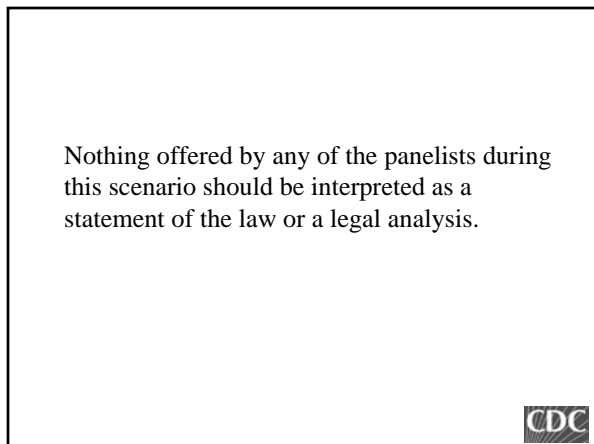 Nothing offered by any of the panelists during
this scenario should be interpreted as a
statement of the law or a legal analysis.
CDC